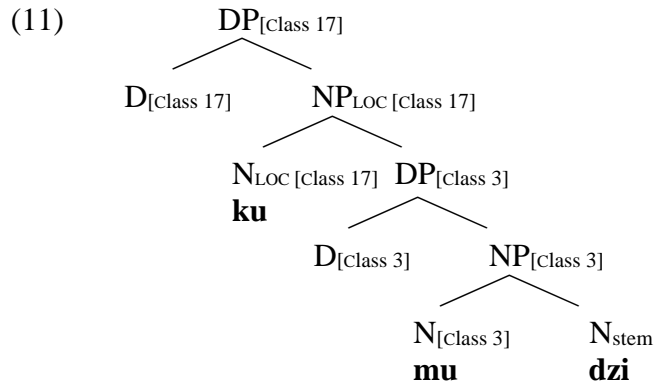 (11) DP[Class 17]
D[Class 17] NPLOC [Class 17]
NLOC [Class 17] DP[Class 3]
ku
D[Class 3] NP[Class 3]
N[Class 3] Nstem
mu dzi